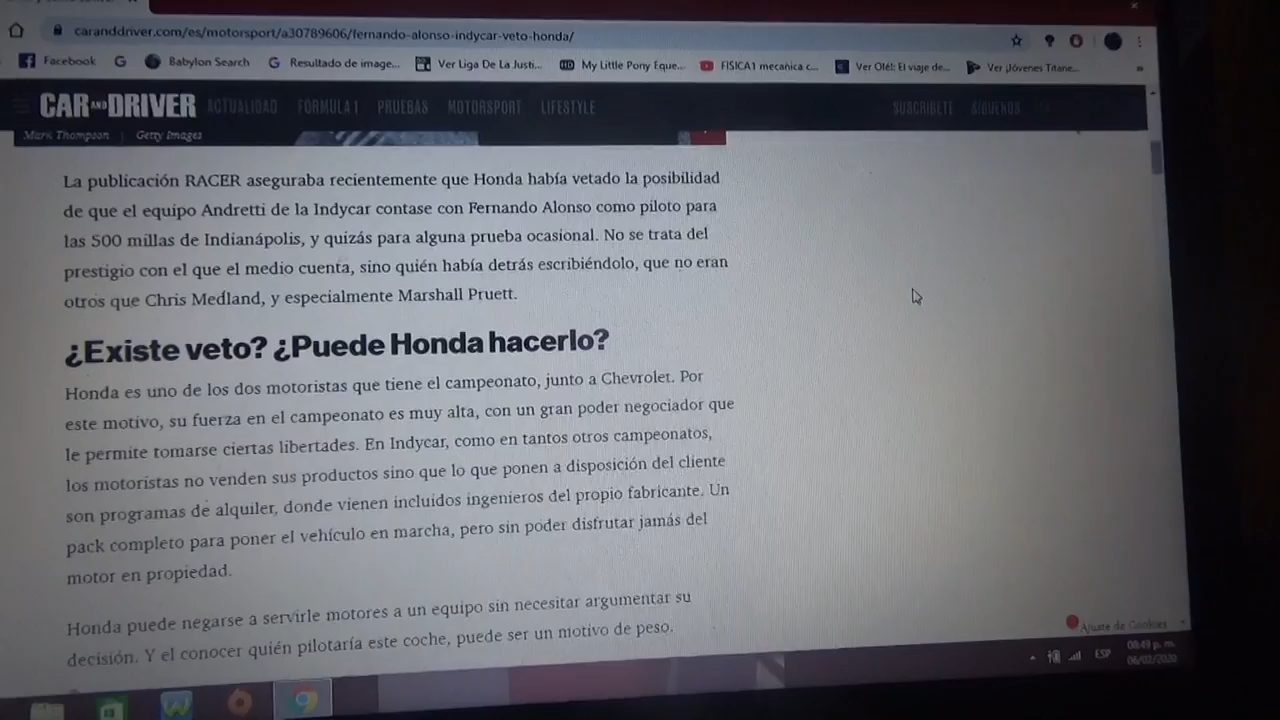 caranddriver.com/es/motorsport/a30789606/fernando-alonso-indycar-veto-honda/
Facebook
G
Babylon Search
G Resultado de image...
Ver Liga De La Justi...
My Little Pony Eque...
FISICA1 mecanica c...
Ver Olé!: El viaje de...
Ver ¡Jóvenes Titane...
»
CAR AND DRIVER ACTUALIDAD FÓRMULA 1 PRUEBAS MOTORSPORT LIFESTYLE SUSCRÍBETE SÍGUENOS
Mark Thompson | Getty Images
La publicación RACER aseguraba recientemente que Honda había vetado la posibilidad
de que el equipo Andretti de la Indycar contase con Fernando Alonso como piloto para
las 500 millas de Indianápolis, y quizás para alguna prueba ocasional. No se trata del
prestigio con el que el medio cuenta, sino quién había detrás escribiéndolo, que no eran
otros que Chris Medland, y especialmente Marshall Pruett.
¿Existe veto? ¿Puede Honda hacerlo?
Honda es uno de los dos motoristas que tiene el campeonato, junto a Chevrolet. Por
este motivo, su fuerza en el campeonato es muy alta, con un gran poder negociador que
le permite tomarse ciertas libertades. En Indycar, como en tantos otros campeonatos,
los motoristas no venden sus productos sino que lo que ponen a disposición del cliente
son programas de alquiler, donde vienen incluidos ingenieros del propio fabricante. Un
pack completo para poner el vehículo en marcha, pero sin poder disfrutar jamás del
motor en propiedad.
Honda puede negarse a servirle motores a un equipo sin necesitar argumentar su
decisión. Y el conocer quién pilotaría este coche, puede ser un motivo de peso.
Ajuste de Cookies
ESP
08:49 p. m.
06/02/2020